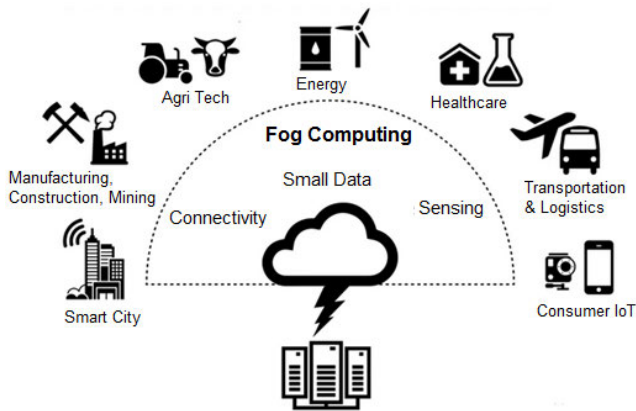 Energy
Agri Tech
Healthcare
Fog Computing
Manufacturing,
Construction, Mining
Small Data
Transportation
& Logistics
Connectivity
Sensing
Smart City
Consumer IoT